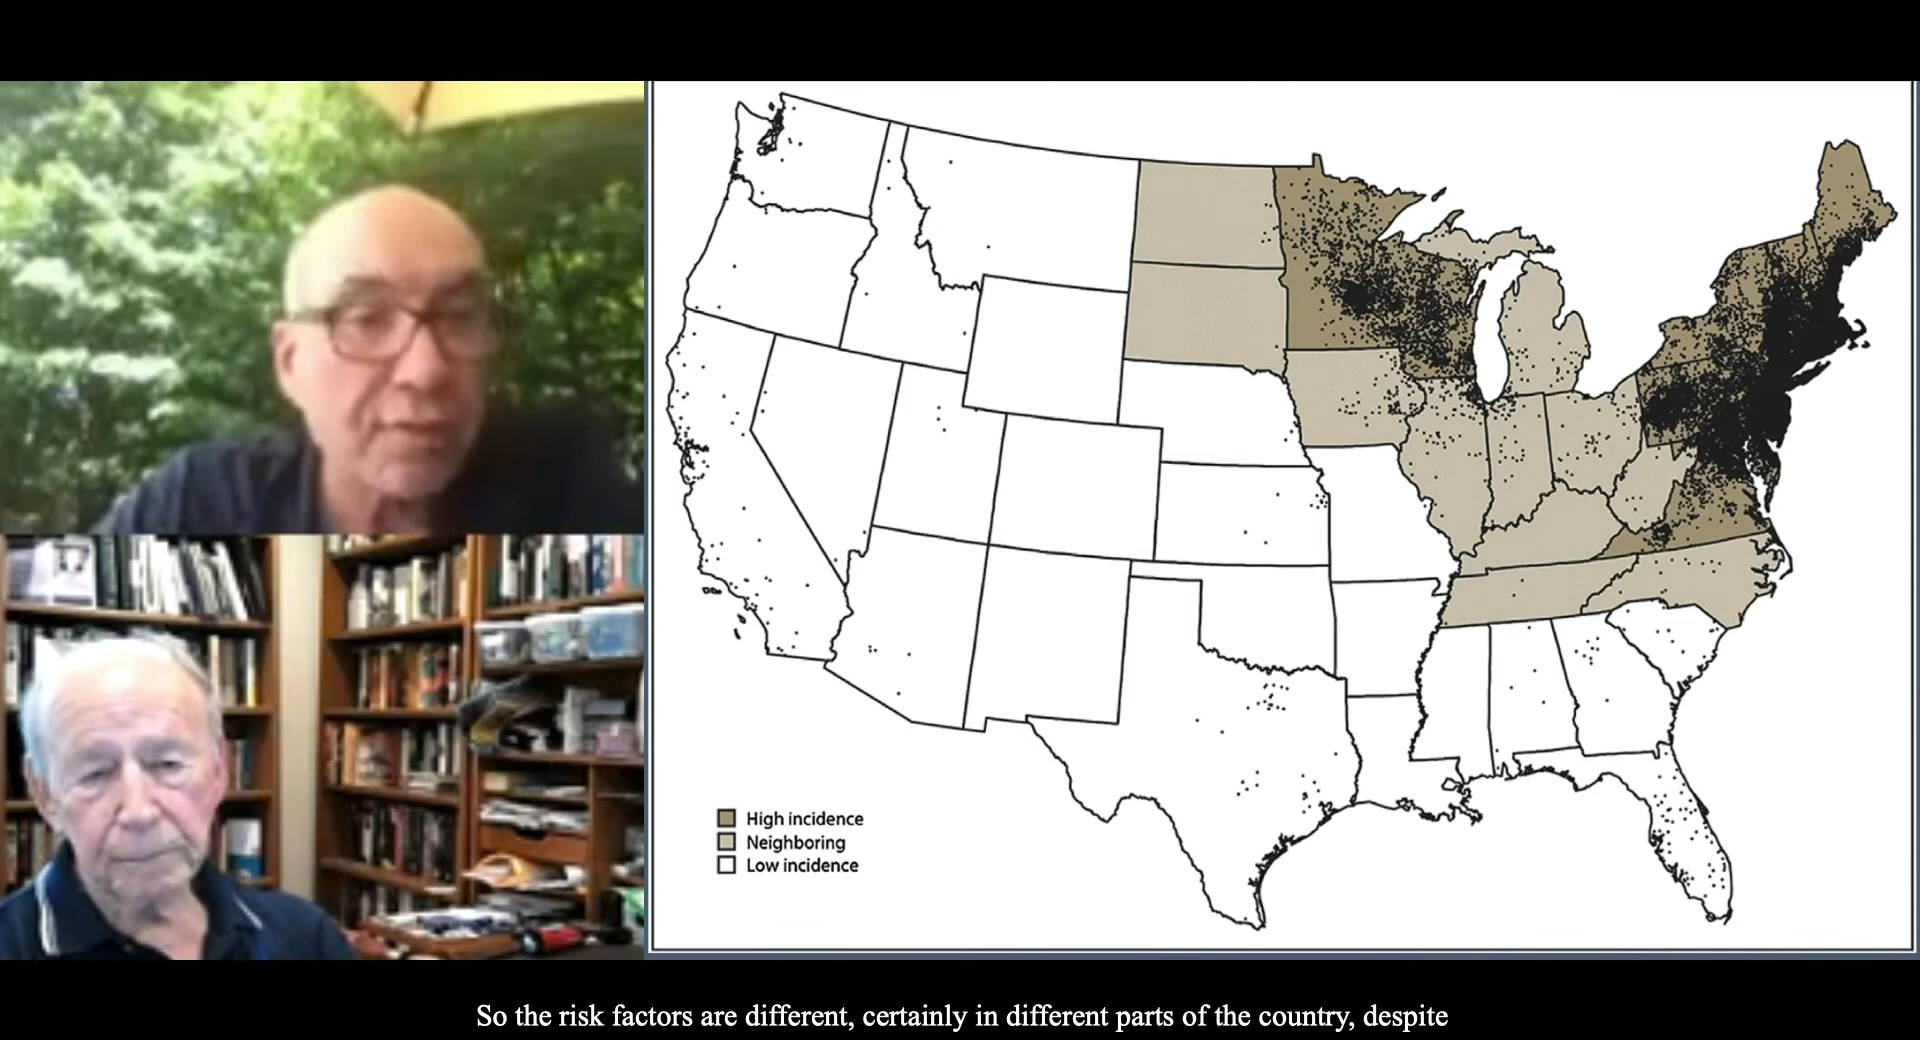 High incidence
Neighboring
Low incidence
So the risk factors are different, certainly in different parts of the country, despite